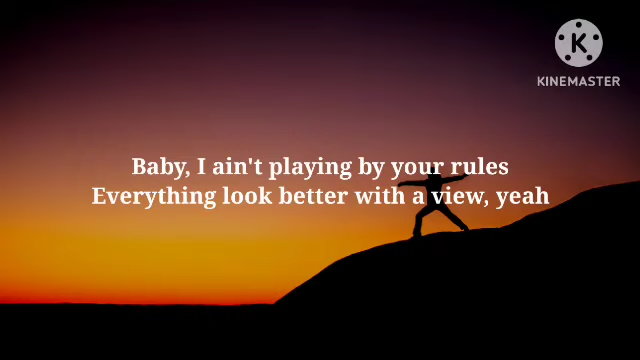 KINEMASTER
Baby, I ain't playing by your rules
Everything look better with a view, yeah